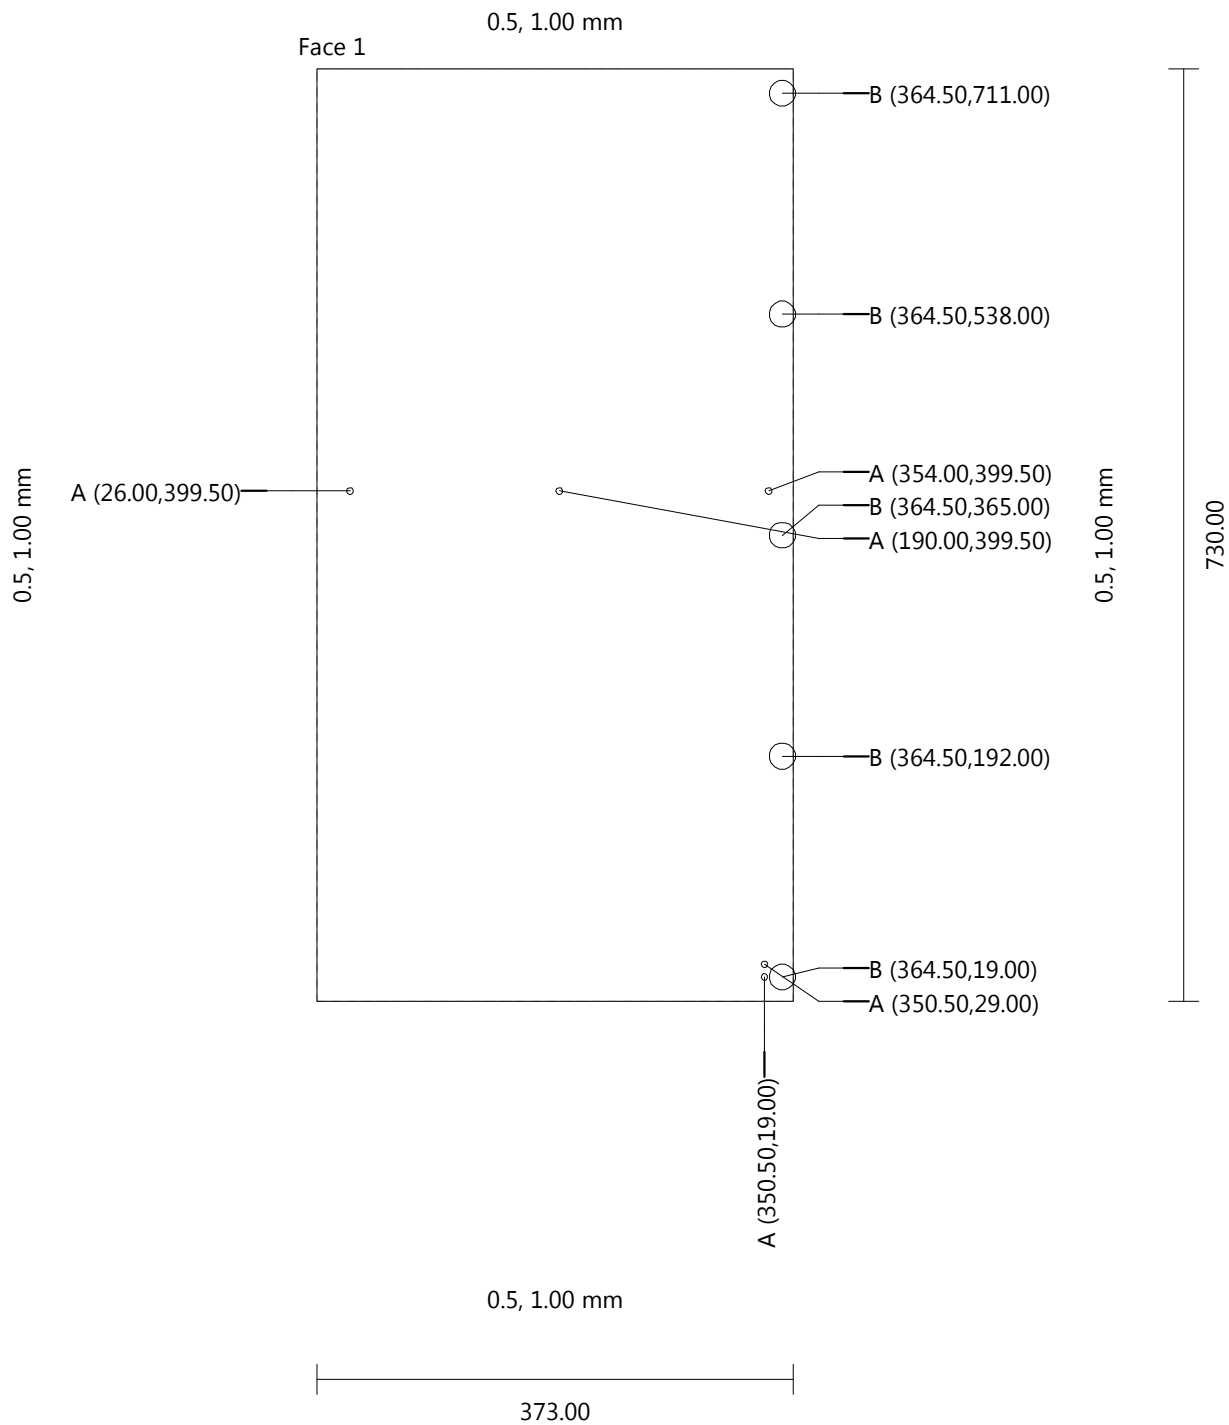 0.5, 1.00 mm
Face 1
B (364.50,711.00)
B (364.50,538.00)
A (354.00,399.50)
A (26.00,399.50)
B (364.50,365.00)
A (190.00,399.50)
0.5, 1.00 mm
0.5, 1.00 mm
730.00
B (364.50,192.00)
B (364.50,19.00)
A (350.50,29.00)
A (350.50,19.00)
0.5, 1.00 mm
373.00